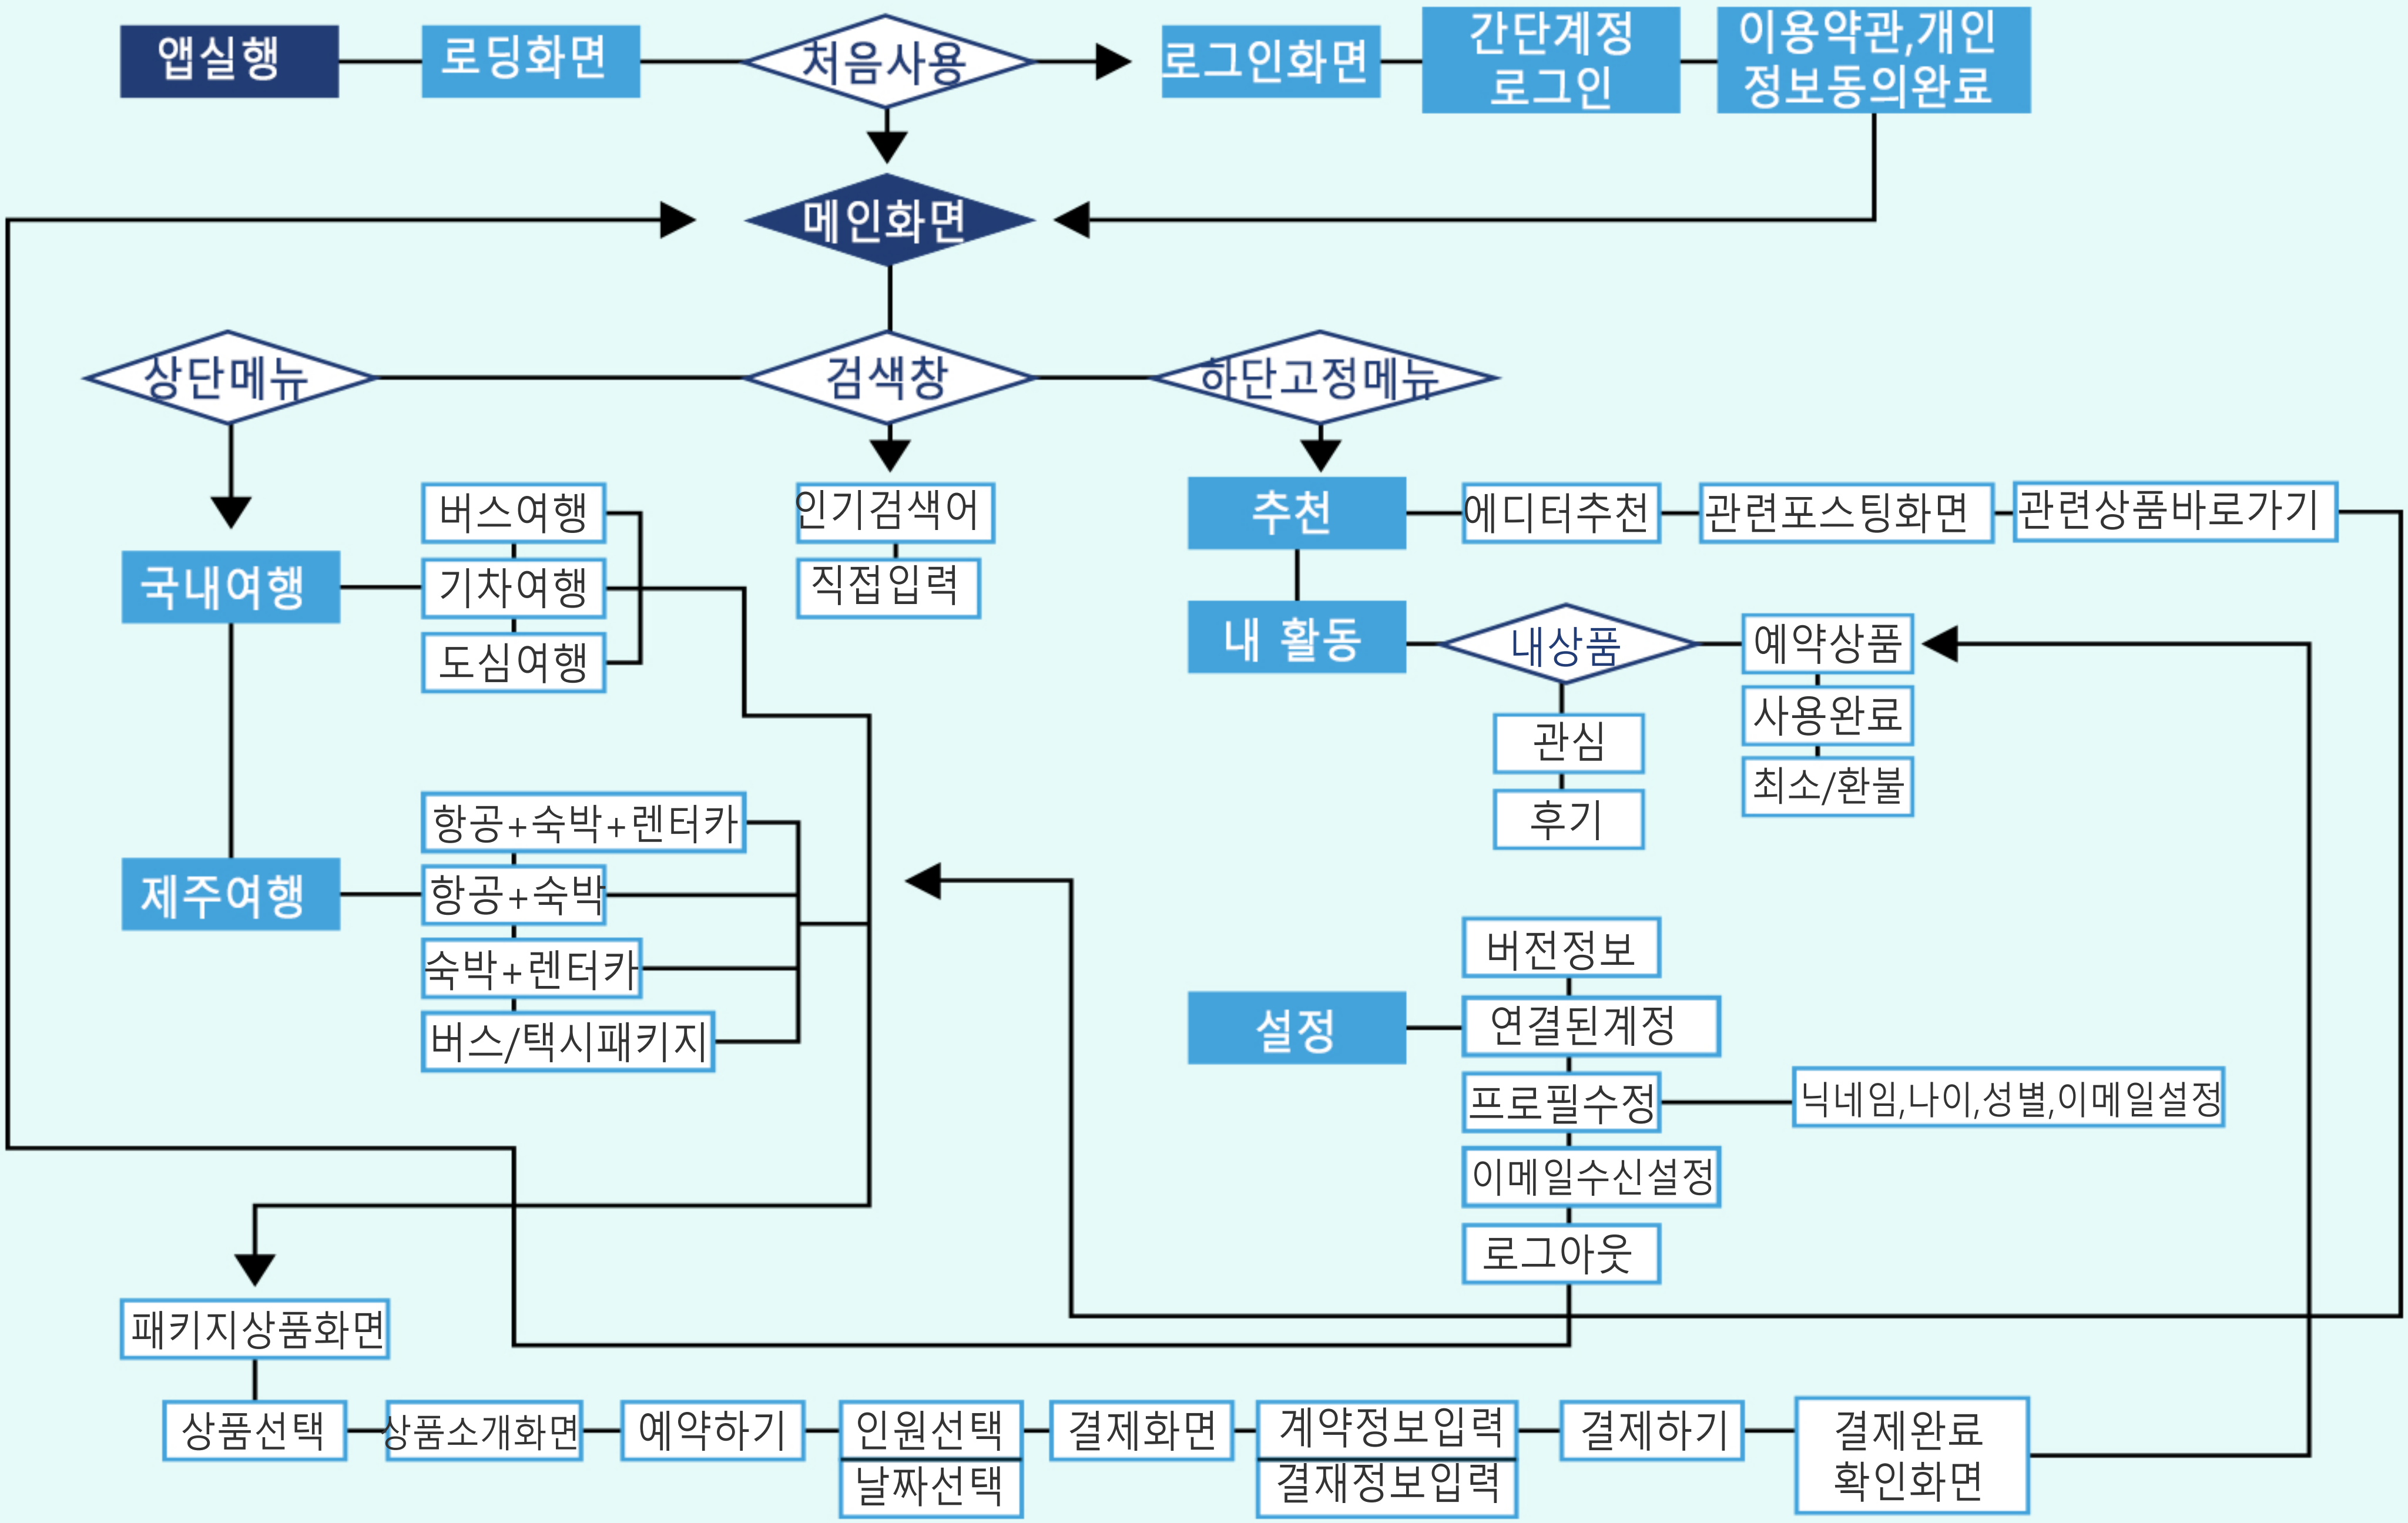 앱실행
로딩화면
처음사용
로그인화면
간단계정
로그인
이용약관,개인
정보동의완료
메인화면
상단메뉴
검색창
하단고정메뉴
버스여행
인기검색어
추천
에디터추천
관련포스팅화면
관련상품바로가기
국내여행
기차여행
직접입력
도심여행
내 활동
내상품
예약상품
사용완료
관심
최소/환불
후기
항공+숙박+렌터카
제주여행
항공+숙박
숙박+렌터카
버스/택시패키지
버전정보
설정
연결된계정
프로필수정
닉네임,나이,성별,이메일설정
이메일수신설정
로그아웃
패키지상품화면
상품선택
상품소개화면
예약하기
인원선택
날짜선택
결제화면
계약정보입력
결재정보입력
결제하기
결제완료
확인화면